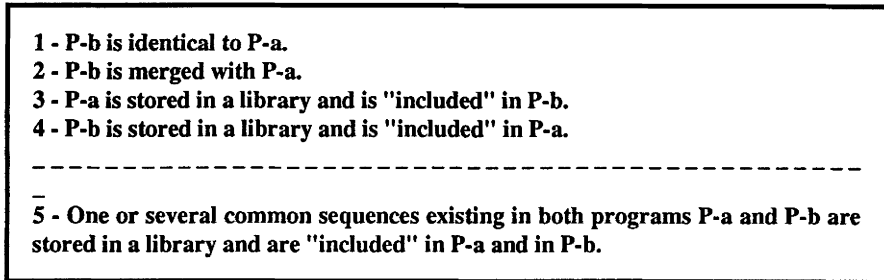 1 - P-b is identical to P-a.
2 - P-b is merged with P-a.
3 - P-a is stored in a library and is "included" in P-b.
4 - P-b is stored in a library and is "included" in P-a.
5 - One or several common sequences existing in both programs P-a and P-b are
stored in a library and are "included" in P-a and in P-b.